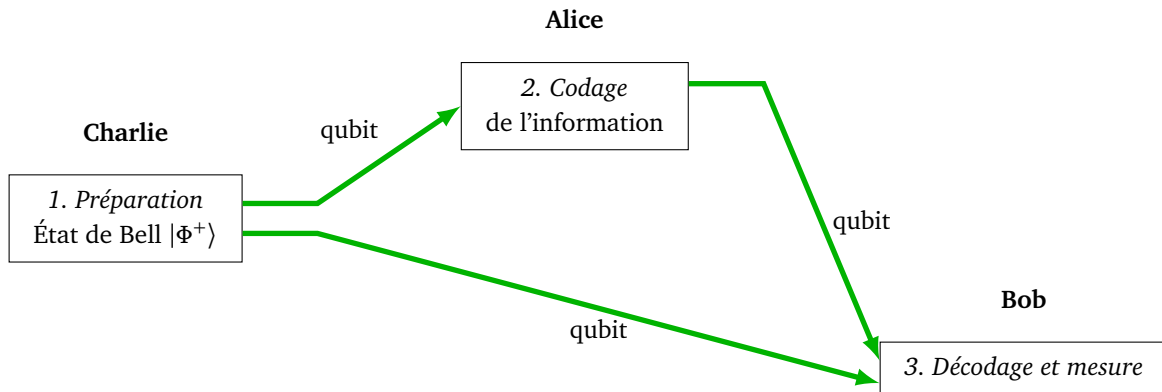 Alice
2. Codage
de l'information
Charlie
qubit
1. Préparation
État de Bell |Φ⁺⟩
qubit
Bob
qubit
3. Décodage et mesure